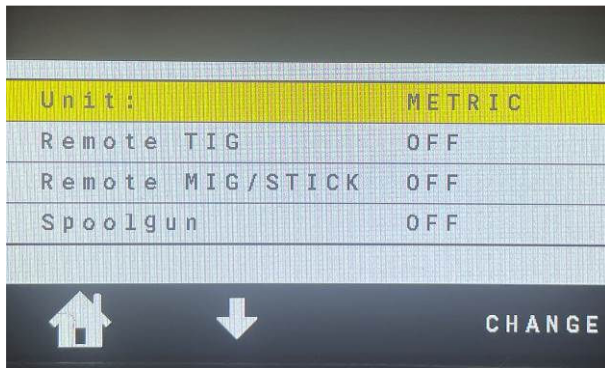 Unit: METRIC
Remote TIG OFF
Remote MIG/STICK OFF
Spoolgun OFF
CHANGE